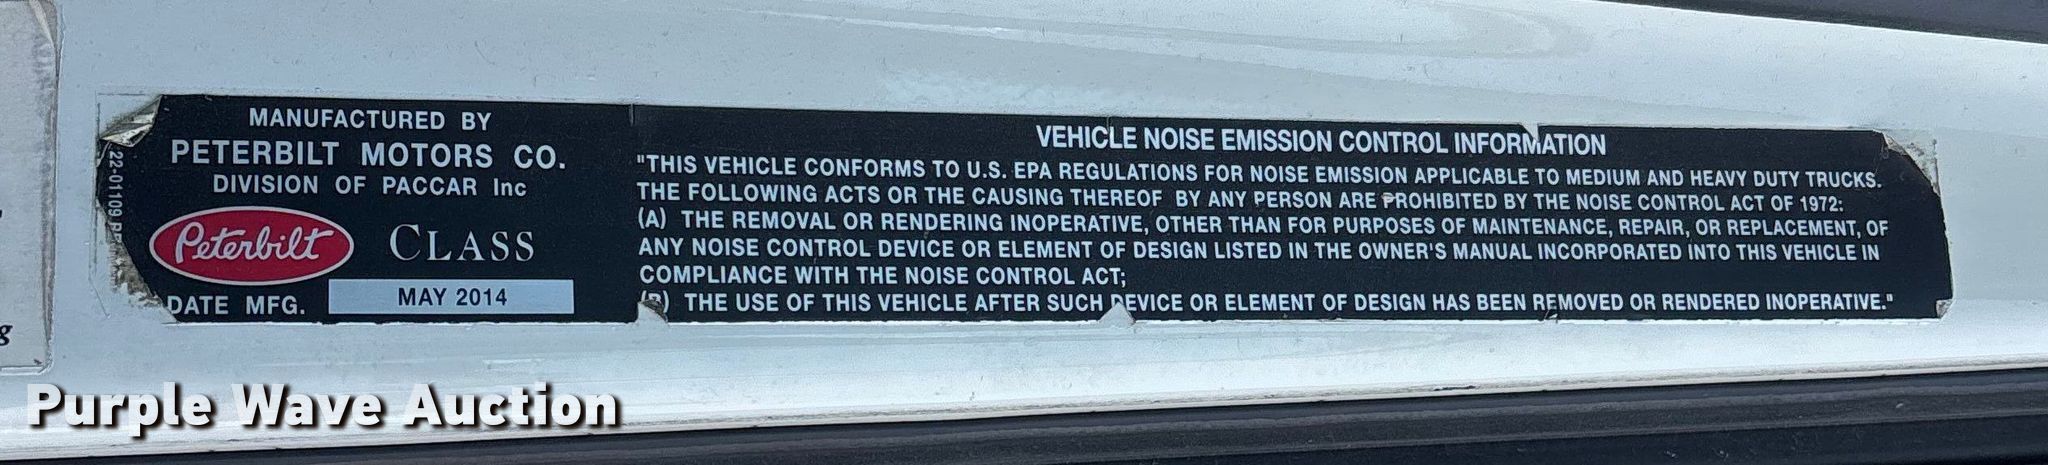 MANUFACTURED BY
PETERBILT MOTORS CO.
DIVISION OF PACCAR Inc
22-01109
Peterbilt CLASS
DATE MFG. MAY 2014
VEHICLE NOISE EMISSION CONTROL INFORMATION
"THIS VEHICLE CONFORMS TO U.S. EPA REGULATIONS FOR NOISE EMISSION APPLICABLE TO MEDIUM AND HEAVY DUTY TRUCKS.
THE FOLLOWING ACTS OR THE CAUSING THEREOF BY ANY PERSON ARE PROHIBITED BY THE NOISE CONTROL ACT OF 1972:
(A) THE REMOVAL OR RENDERING INOPERATIVE, OTHER THAN FOR PURPOSES OF MAINTENANCE, REPAIR, OR REPLACEMENT, OF
ANY NOISE CONTROL DEVICE OR ELEMENT OF DESIGN LISTED IN THE OWNER'S MANUAL INCORPORATED INTO THIS VEHICLE IN
COMPLIANCE WITH THE NOISE CONTROL ACT;
(B) THE USE OF THIS VEHICLE AFTER SUCH DEVICE OR ELEMENT OF DESIGN HAS BEEN REMOVED OR RENDERED INOPERATIVE."
Purple Wave Auction